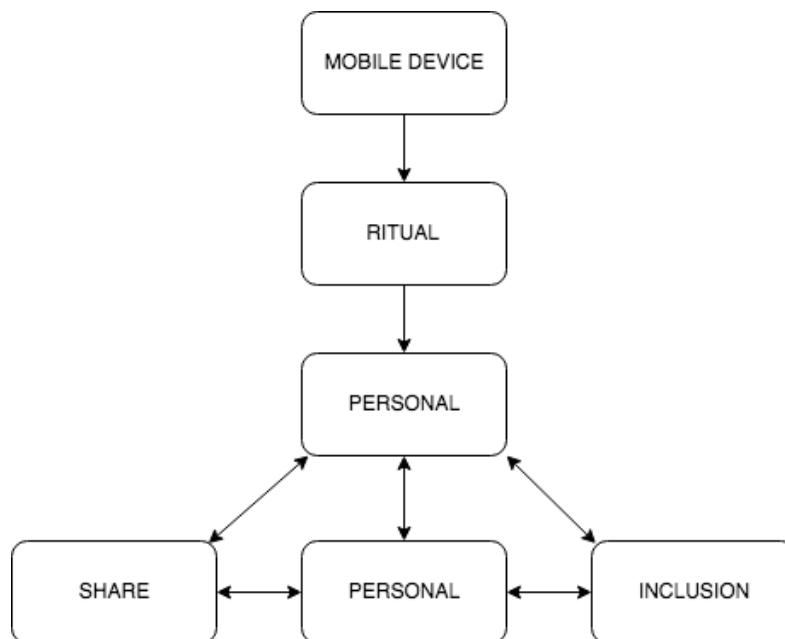 MOBILE DEVICE
RITUAL
PERSONAL
SHARE
PERSONAL
INCLUSION